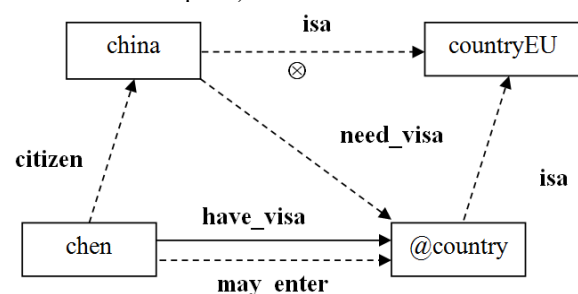 isa
china
countryEU
⊗
need_visa
citizen
isa
have_visa
chen
@country
may_enter